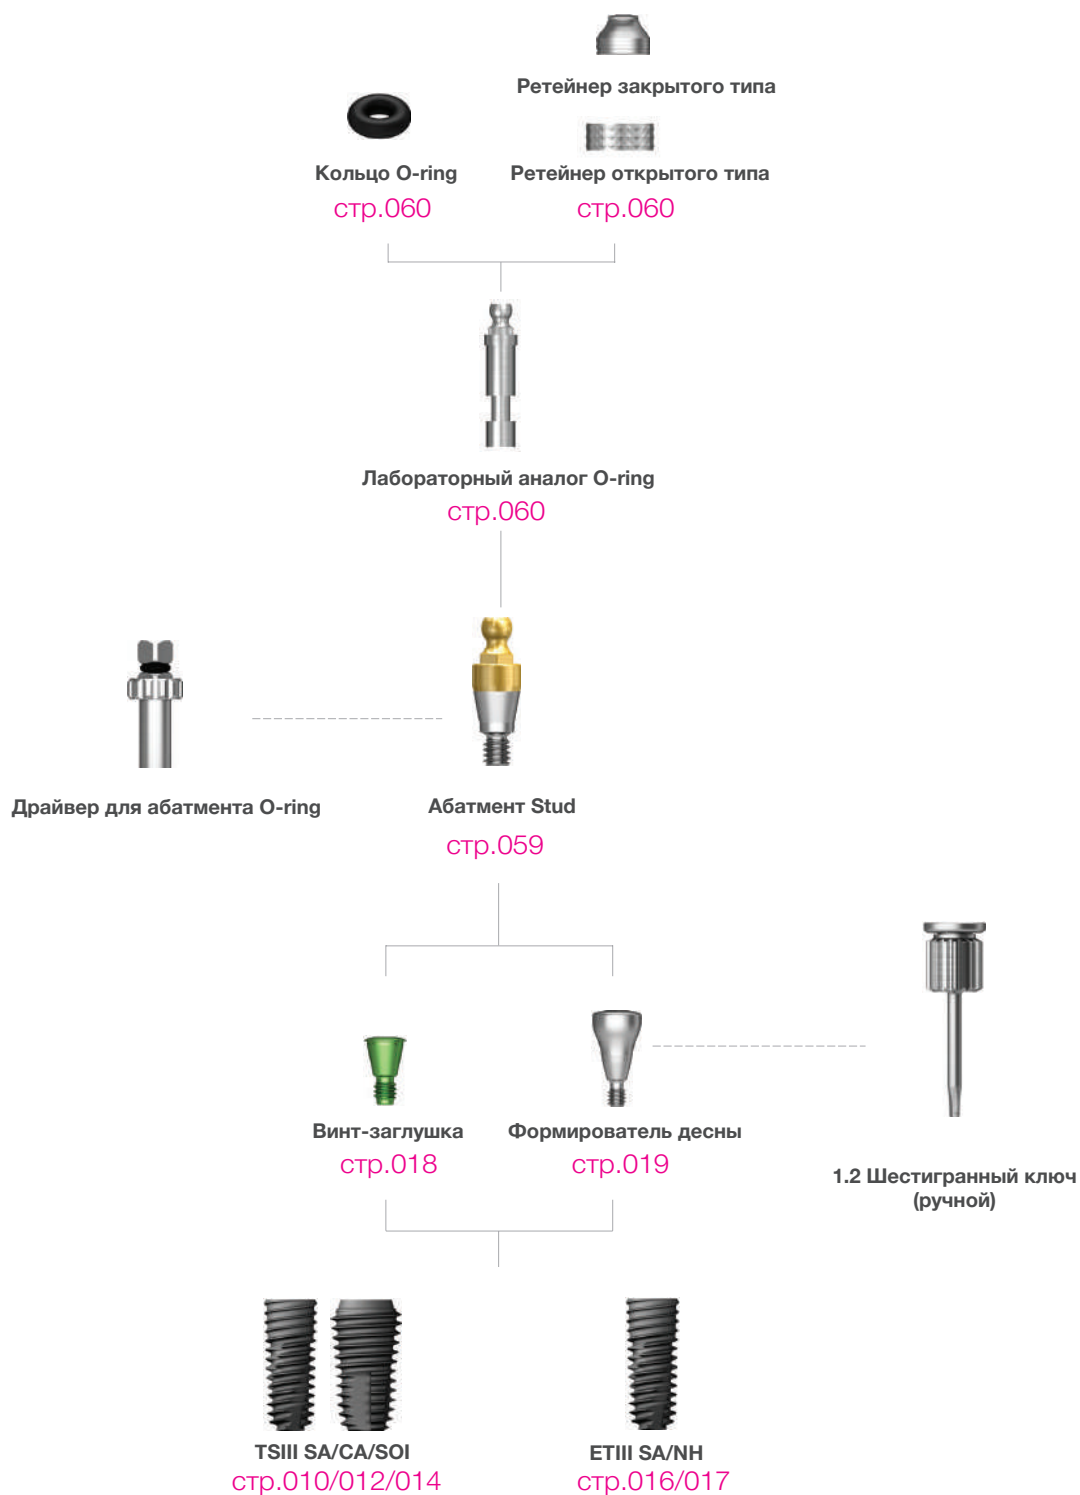 Ретейнер закрытого типа
Кольцо O-ring
Ретейнер открытого типа
стр.060
стр.060
Лабораторный аналог O-ring
стр.060
Драйвер для абатмента O-ring
Абатмент Stud
стр.059
Винт-заглушка
Формирователь десны
стр.018
стр.019
1.2 Шестигранный ключ
(ручной)
TSIII SA/CA/SOI
ETIII SA/NH
стр.010/012/014
стр.016/017